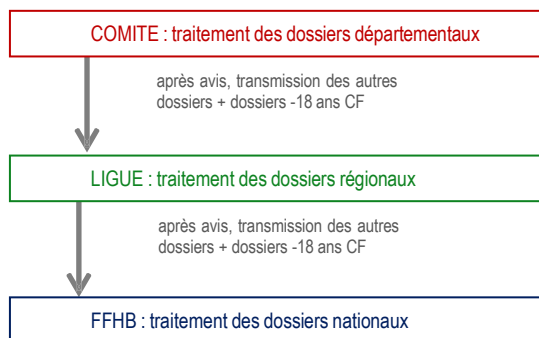 COMITE : traitement des dossiers départementaux
après avis, transmission des autres
dossiers + dossiers -18 ans CF
LIGUE : traitement des dossiers régionaux
après avis, transmission des autres
dossiers + dossiers -18 ans CF
FFHB : traitement des dossiers nationaux